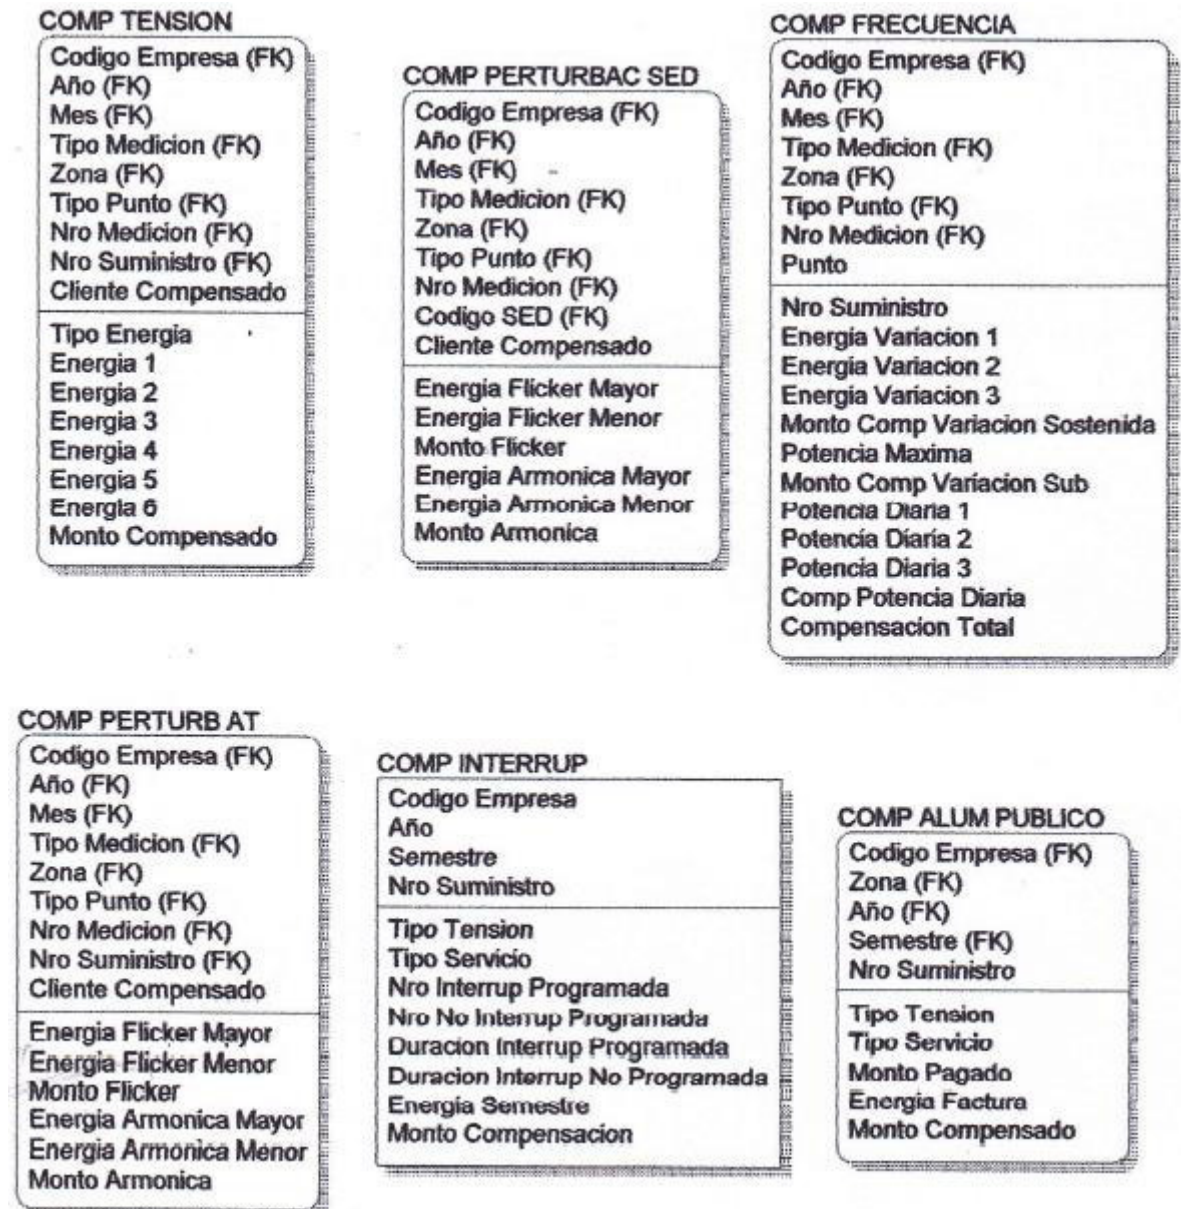 COMP TENSION
Codigo Empresa (FK)
Año (FK)
Mes (FK)
Tipo Medicion (FK)
Zona (FK)
Tipo Punto (FK)
Nro Medicion (FK)
Nro Suministro (FK)
Cliente Compensado
Tipo Energia
Energia 1
Energia 2
Energia 3
Energia 4
Energia 5
Energia 6
Monto Compensado
COMP PERTURBAC SED
Codigo Empresa (FK)
Año (FK)
Mes (FK)
Tipo Medicion (FK)
Zona (FK)
Tipo Punto (FK)
Nro Medicion (FK)
Codigo SED (FK)
Cliente Compensado
Energia Flicker Mayor
Energia Flicker Menor
Monto Flicker
Energia Armonica Mayor
Energia Armonica Menor
Monto Armonica
COMP FRECUENCIA
Codigo Empresa (FK)
Año (FK)
Mes (FK)
Tipo Medicion (FK)
Zona (FK)
Tipo Punto (FK)
Nro Medicion (FK)
Punto
Nro Suministro
Energia Variacion 1
Energia Variacion 2
Energia Variacion 3
Monto Comp Variacion Sostenida
Potencia Maxima
Monto Comp Variacion Sub
Potencia Diaria 1
Potencia Diaria 2
Potencia Diaria 3
Comp Potencia Diaria
Compensacion Total
COMP PERTURB AT
Codigo Empresa (FK)
Año (FK)
Mes (FK)
Tipo Medicion (FK)
Zona (FK)
Tipo Punto (FK)
Nro Medicion (FK)
Nro Suministro (FK)
Cliente Compensado
Energia Flicker Mayor
Energia Flicker Menor
Monto Flicker
Energia Armonica Mayor
Energia Armonica Menor
Monto Armonica
COMP INTERRUP
Codigo Empresa
Año
Semestre
Nro Suministro
Tipo Tension
Tipo Servicio
Nro Interrup Programada
Nro No Interrup Programada
Duracion Interrup Programada
Duracion Interrup No Programada
Energia Semestre
Monto Compensacion
COMP ALUM PUBLICO
Codigo Empresa (FK)
Zona (FK)
Año (FK)
Semestre (FK)
Nro Suministro
Tipo Tension
Tipo Servicio
Monto Pagado
Energia Factura
Monto Compensado